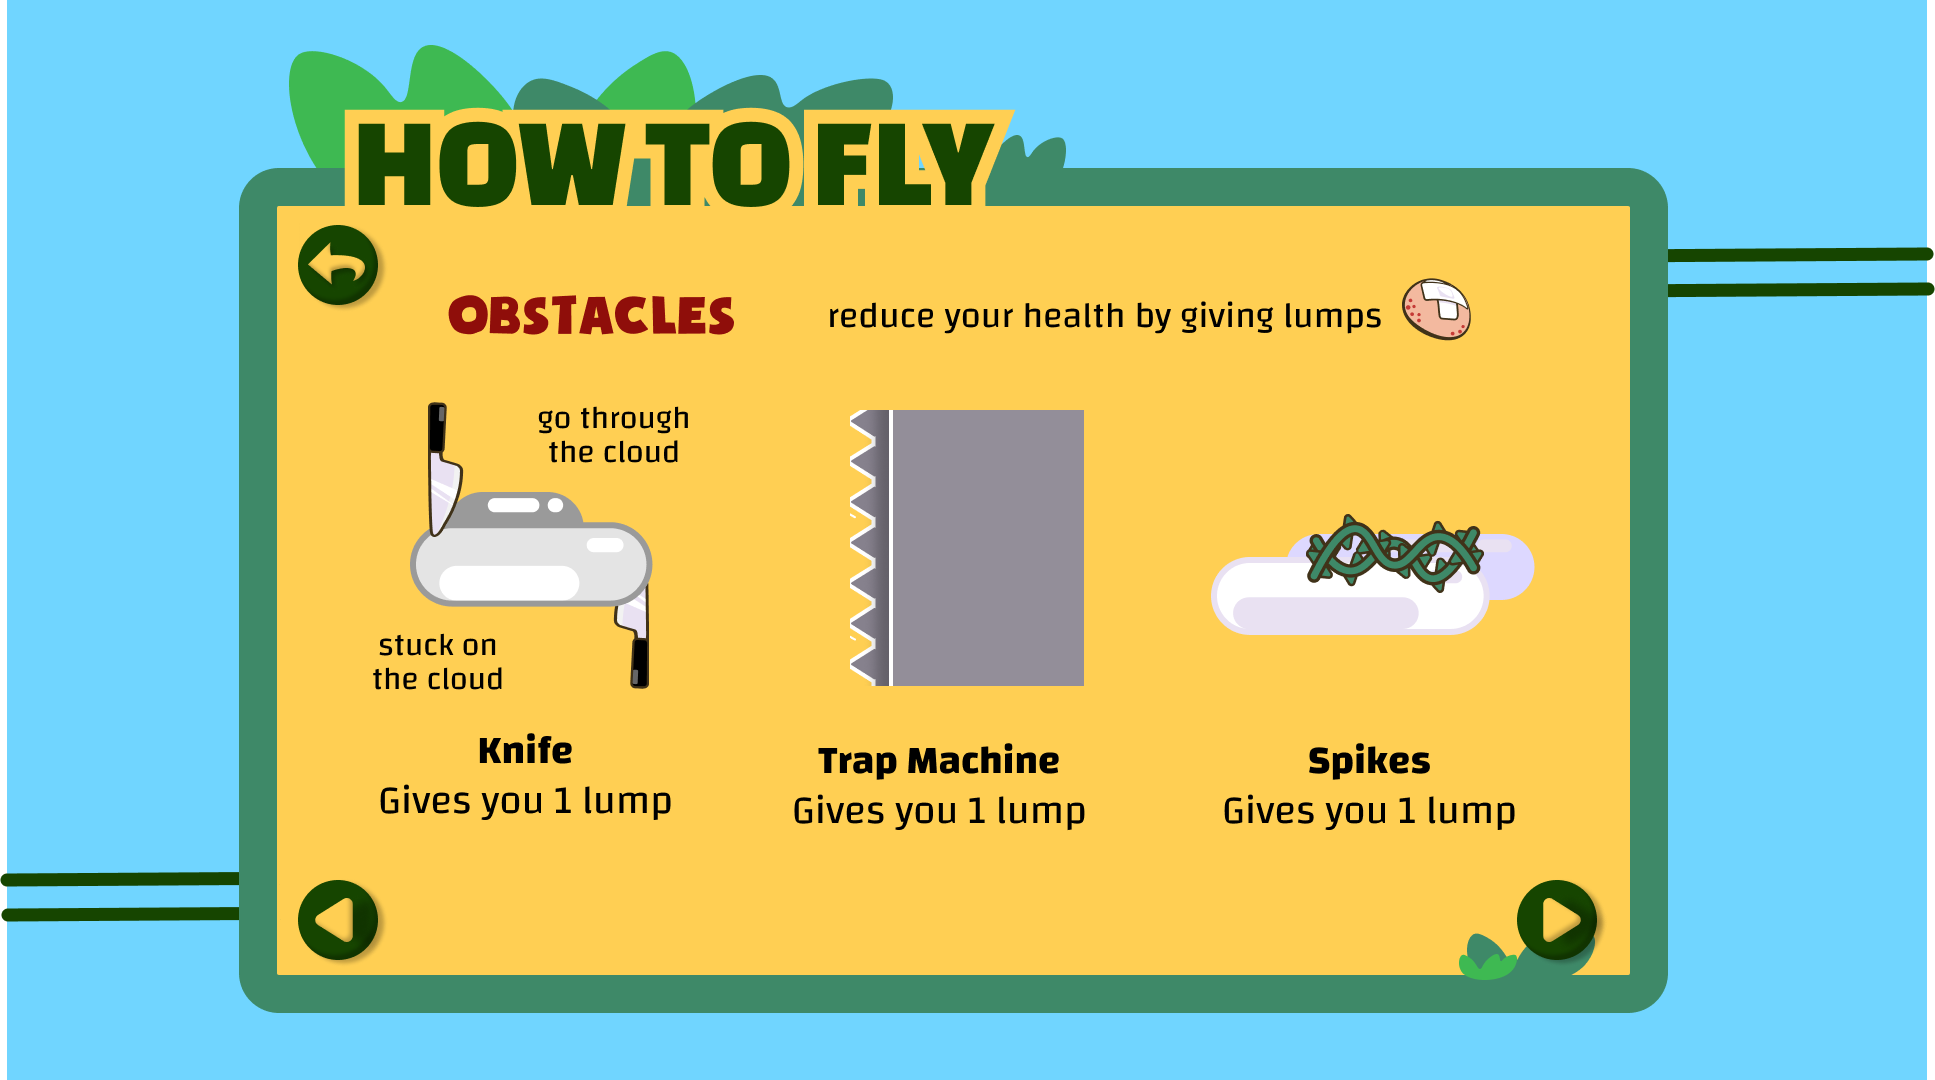 HOW TO FLY
OBSTACLES
reduce your health by giving lumps
go through
the cloud
stuck on
the cloud
Knife
Gives you 1 lump
Trap Machine
Gives you 1 lump
Spikes
Gives you 1 lump